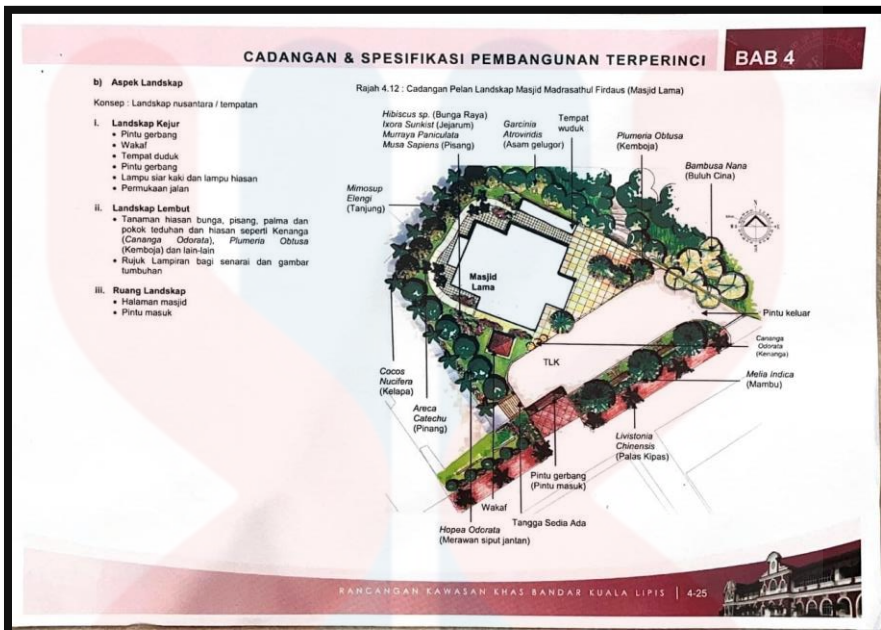 CADANGAN & SPESIFIKASI PEMBANGUNAN TERPERINCI
BAB 4
b) Aspek Landskap
Konsep : Landskap nusantara / tempatan
i. Landskap Kejur
• Pintu gerbang
• Wakaf
• Tempat duduk
• Pintu gerbang
• Lampu siar kaki dan lampu hiasan
• Permukaan jalan
ii. Landskap Lembut
• Tanaman hiasan bunga, pisang, palma dan
pokok teduhan dan hiasan seperti Kenanga
(Cananga Odorata), Plumeria Obtusa
(Kemboja) dan lain-lain
• Rujuk Lampiran bagi senarai dan gambar
tumbuhan
iii. Ruang Landskap
• Halaman masjid
• Pintu masuk
Rajah 4.12 : Cadangan Pelan Landskap Masjid Madrasathul Firdaus (Masjid Lama)
Hibiscus sp. (Bunga Raya)
Ixora Sunkist (Jejarum)
Murraya Paniculata
Musa Sapiens (Pisang)
Garcinia
Atroviridis
(Asam gelugor)
Tempat
wuduk
Plumeria Obtusa
(Kemboja)
Bambusa Nana
(Buluh Cina)
Mimosup
Elengi
(Tanjung)
Masjid
Lama
Pintu keluar
Cananga
Odorata
(Kenanga)
TLK
Melia Indica
(Mambu)
Cocos
Nucifera
(Kelapa)
Areca
Catechu
(Pinang)
Livistonia
Chinensis
(Palas Kipas)
Pintu gerbang
(Pintu masuk)
Wakaf
Tangga Sedia Ada
Hopea Odorata
(Merawan siput jantan)
RANCANGAN KAWASAN KHAS BANDAR KUALA LIPIS | 4-25